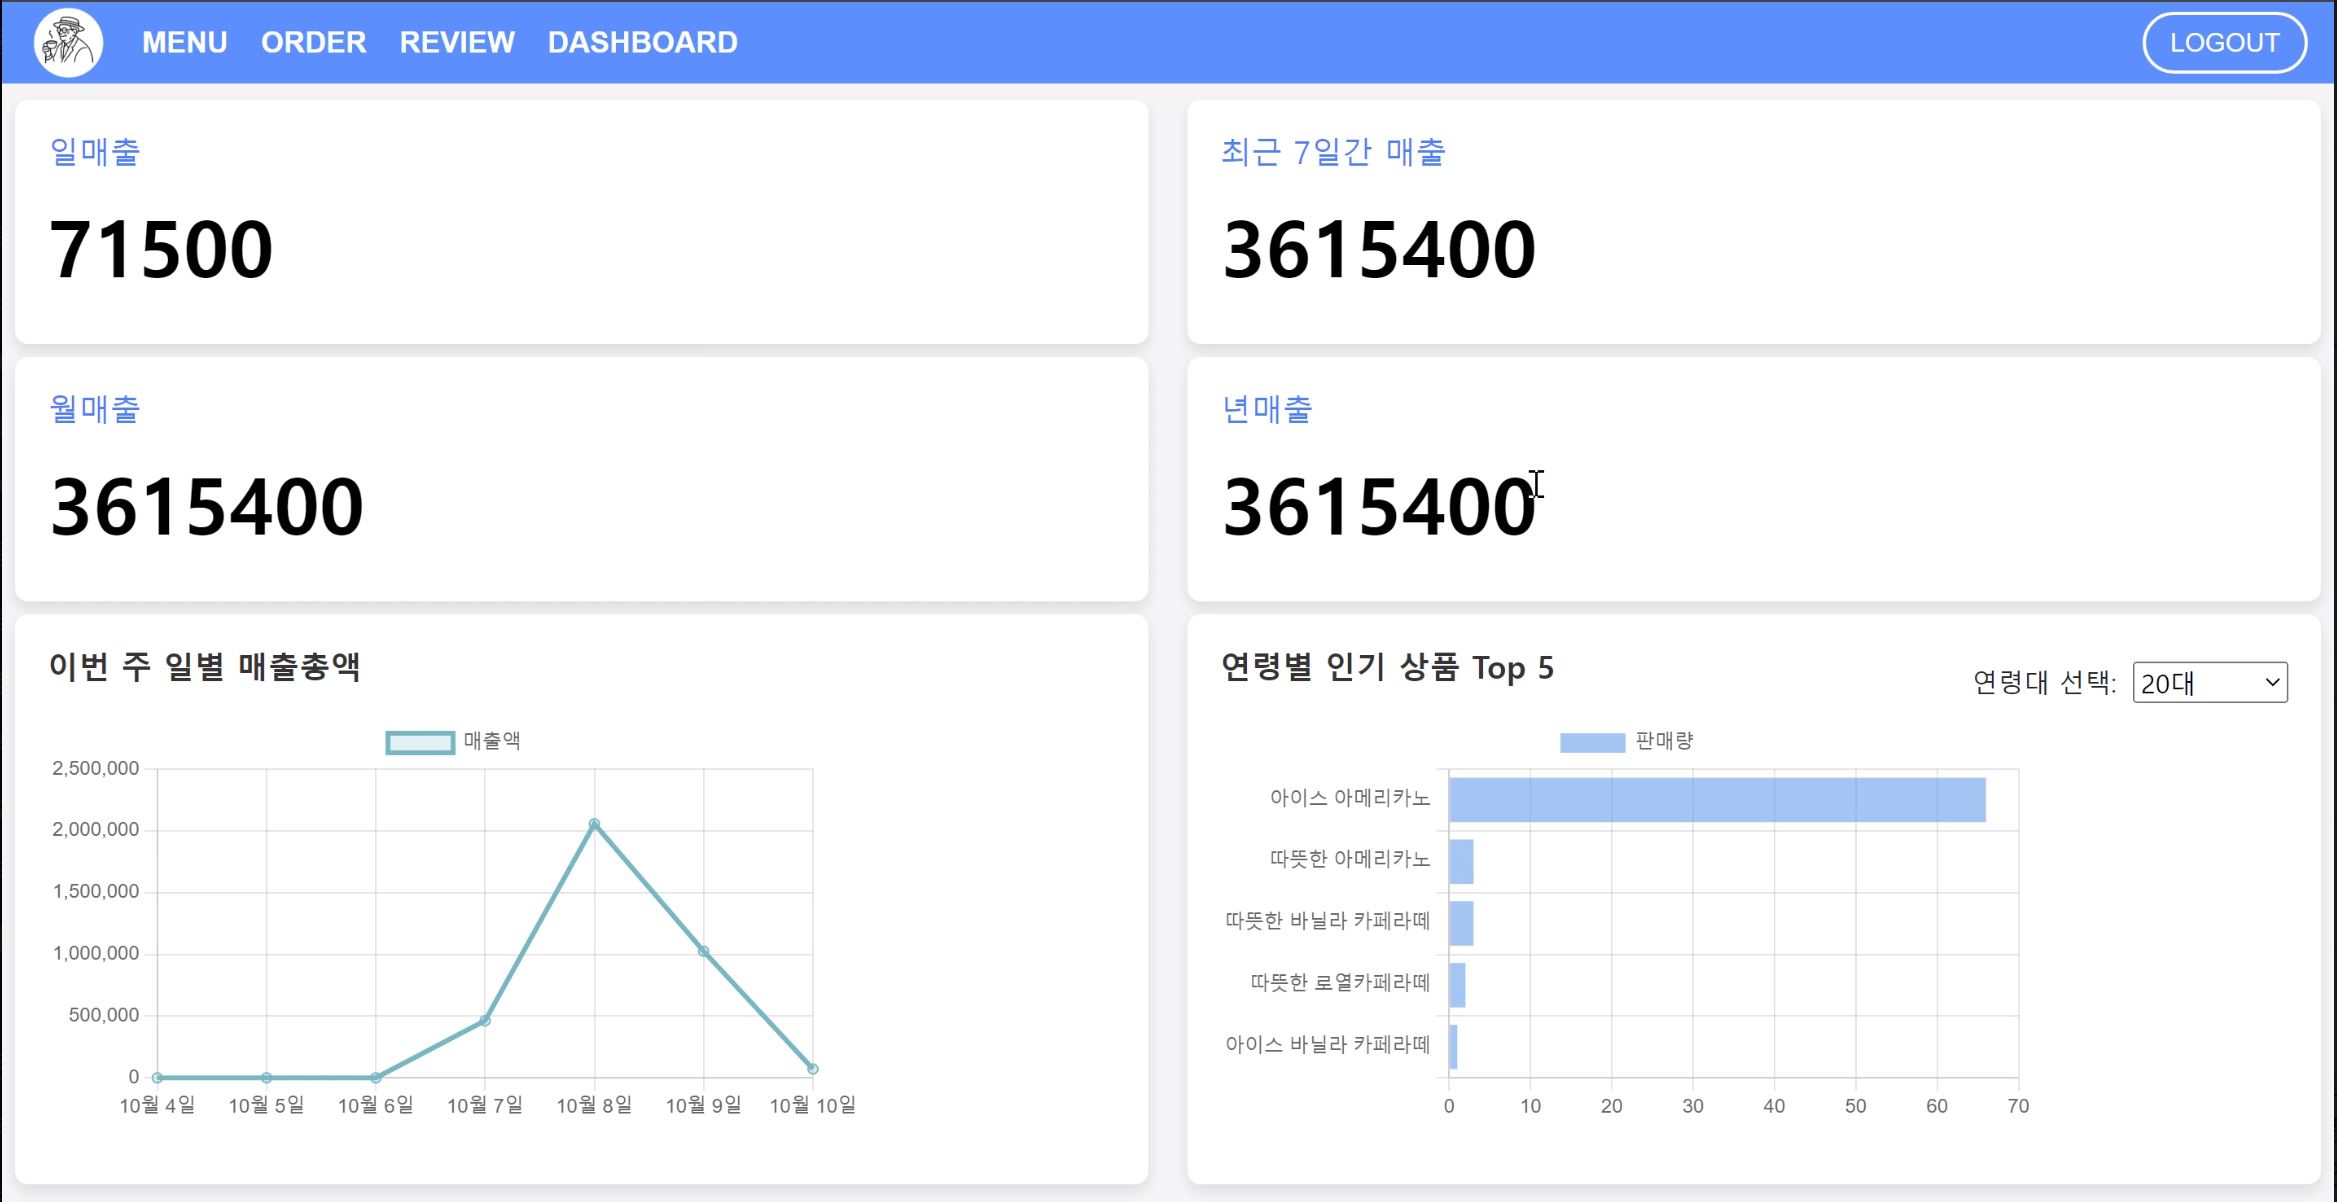 MENU ORDER REVIEW DASHBOARD LOGOUT
일매출
71500
최근 7일간 매출
3615400
월매출
3615400
년매출
3615400
이번 주 일별 매출총액
매출액
2,500,000
2,000,000
1,500,000
1,000,000
500,000
0
10월 4일 10월 5일 10월 6일 10월 7일 10월 8일 10월 9일 10월 10일
연령별 인기 상품 Top 5
연령대 선택: 20대
판매량
아이스 아메리카노
따뜻한 아메리카노
따뜻한 바닐라 카페라떼
따뜻한 로열카페라떼
아이스 바닐라 카페라떼
0 10 20 30 40 50 60 70